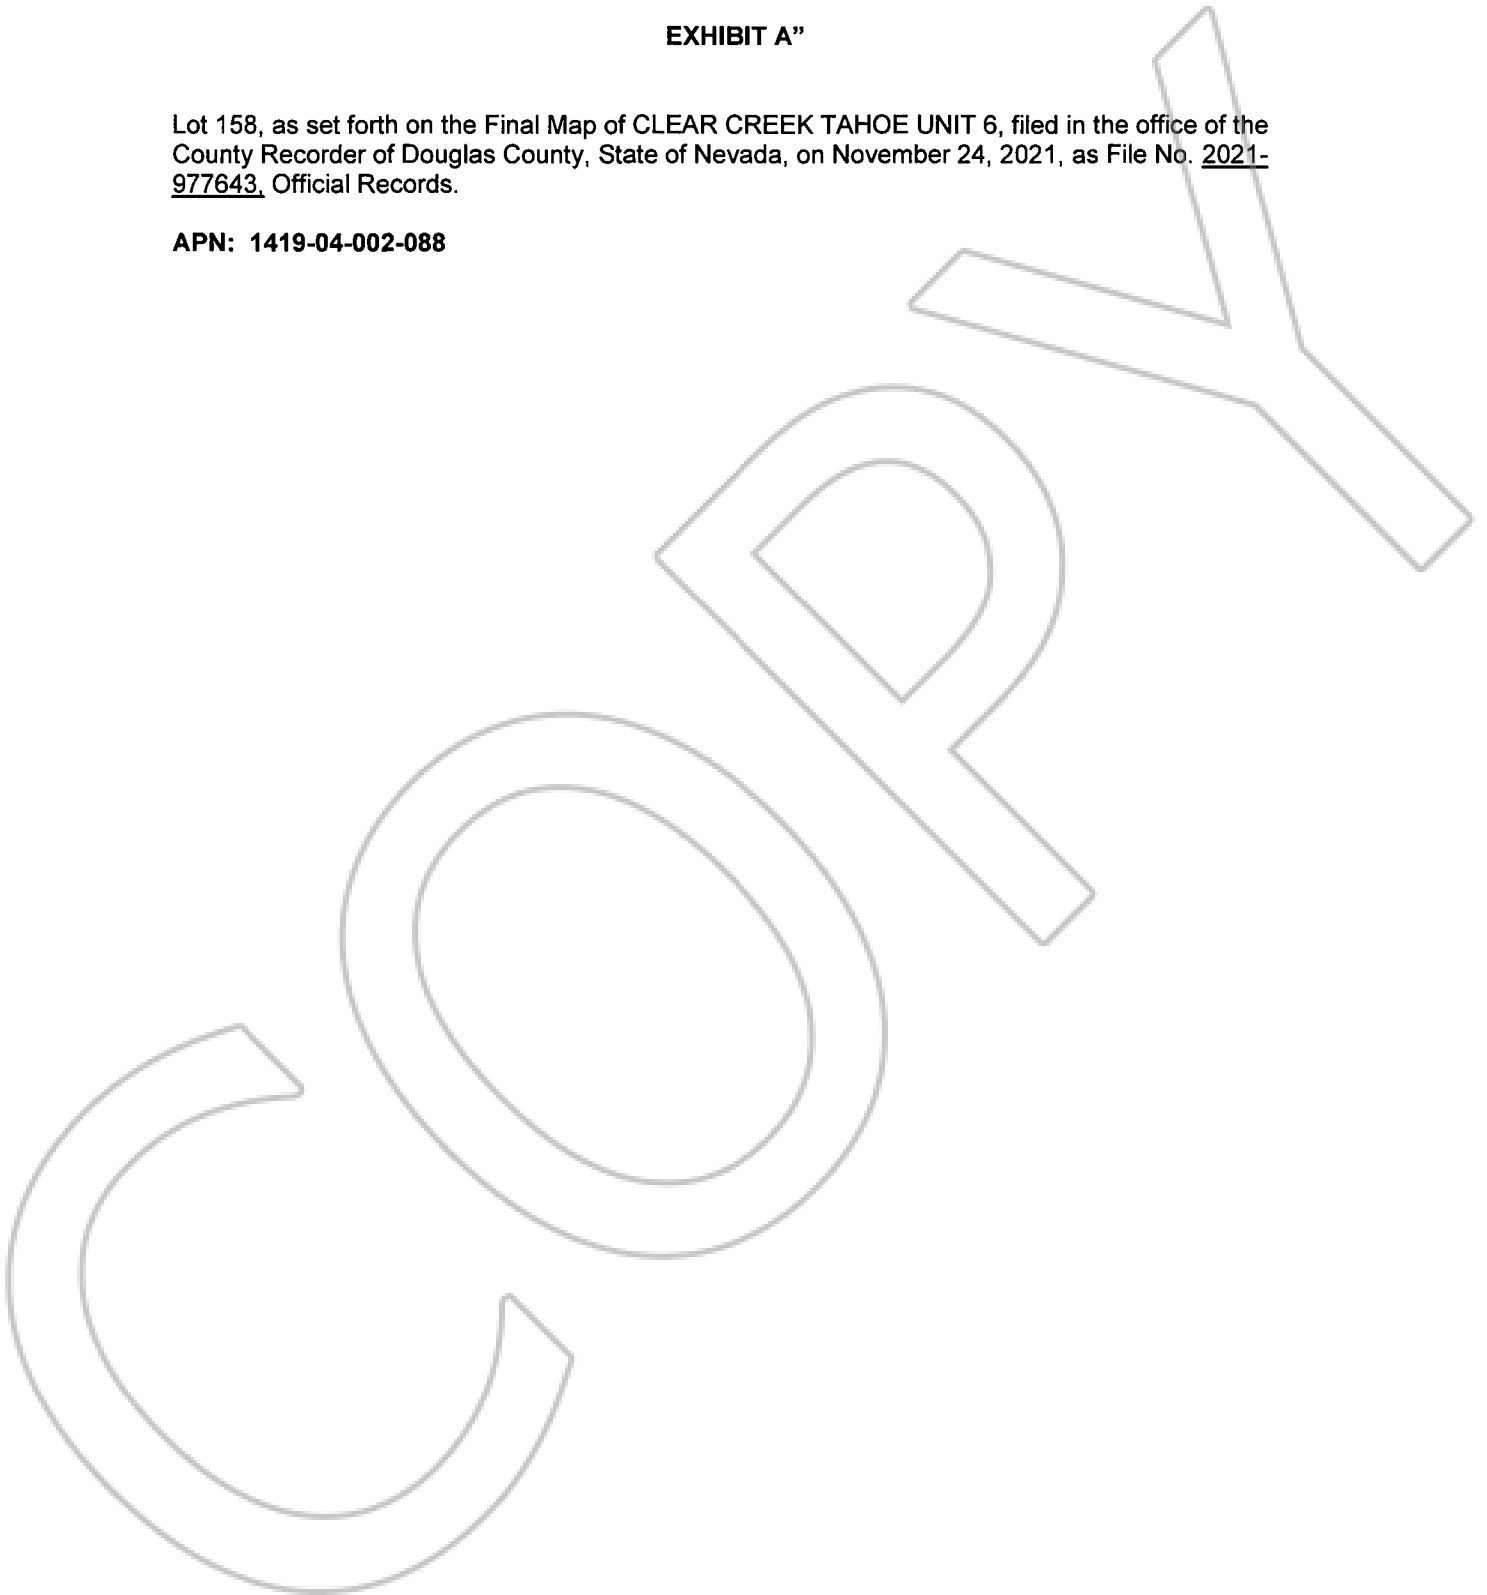 EXHIBIT A”
Lot 158, as set forth on the Final Map of CLEAR CREEK TAHOE UNIT 6, filed in the office of the
County Recorder of Douglas County, State of Nevada, on November 24, 2021, as File No. 2021-
977643, Official Records.
APN: 1419-04-002-088
COPY